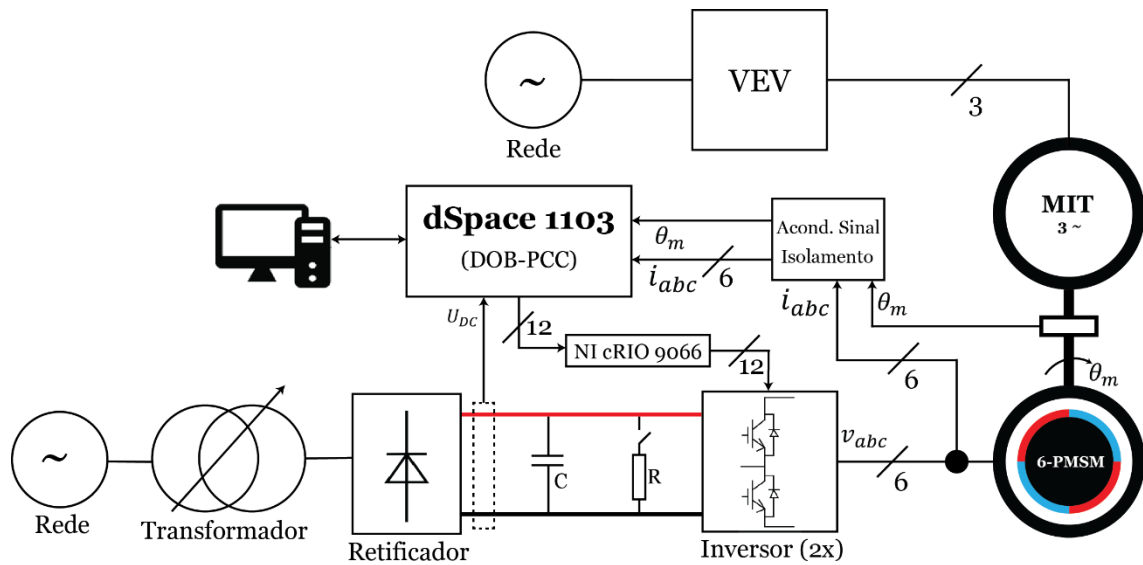 ~
Rede
VEV
3
MIT
3 ~
dSpace 1103
(DOB-PCC)
θm
iabc
6
Acond. Sinal
Isolamento
iabc
θm
UDC
12
NI cRIO 9066
12
6
θm
~
Rede
Transformador
Retificador
C
R
Inversor (2x)
vabc
6
6-PMSM